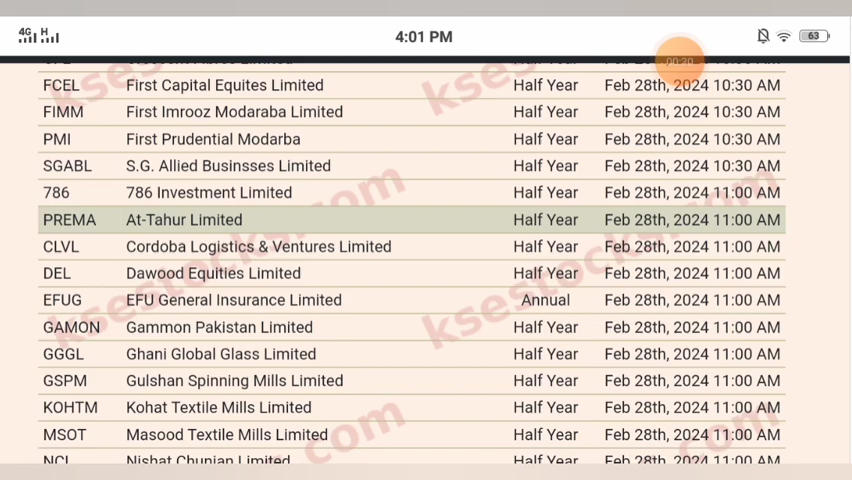 4G H 4:01 PM 63
00:30
FCEL First Capital Equites Limited Half Year Feb 28th, 2024 10:30 AM
FIMM First Imrooz Modaraba Limited Half Year Feb 28th, 2024 10:30 AM
PMI First Prudential Modarba Half Year Feb 28th, 2024 10:30 AM
SGABL S.G. Allied Businsses Limited Half Year Feb 28th, 2024 10:30 AM
786 786 Investment Limited Half Year Feb 28th, 2024 11:00 AM
PREMA At-Tahur Limited Half Year Feb 28th, 2024 11:00 AM
CLVL Cordoba Logistics & Ventures Limited Half Year Feb 28th, 2024 11:00 AM
DEL Dawood Equities Limited Half Year Feb 28th, 2024 11:00 AM
EFUG EFU General Insurance Limited Annual Feb 28th, 2024 11:00 AM
GAMON Gammon Pakistan Limited Half Year Feb 28th, 2024 11:00 AM
GGGL Ghani Global Glass Limited Half Year Feb 28th, 2024 11:00 AM
GSPM Gulshan Spinning Mills Limited Half Year Feb 28th, 2024 11:00 AM
KOHTM Kohat Textile Mills Limited Half Year Feb 28th, 2024 11:00 AM
MSOT Masood Textile Mills Limited Half Year Feb 28th, 2024 11:00 AM
NCL Nishat Chunian Limited Half Year Feb 28th, 2024 11:00 AM
ksestocks.com
ksestocks.com